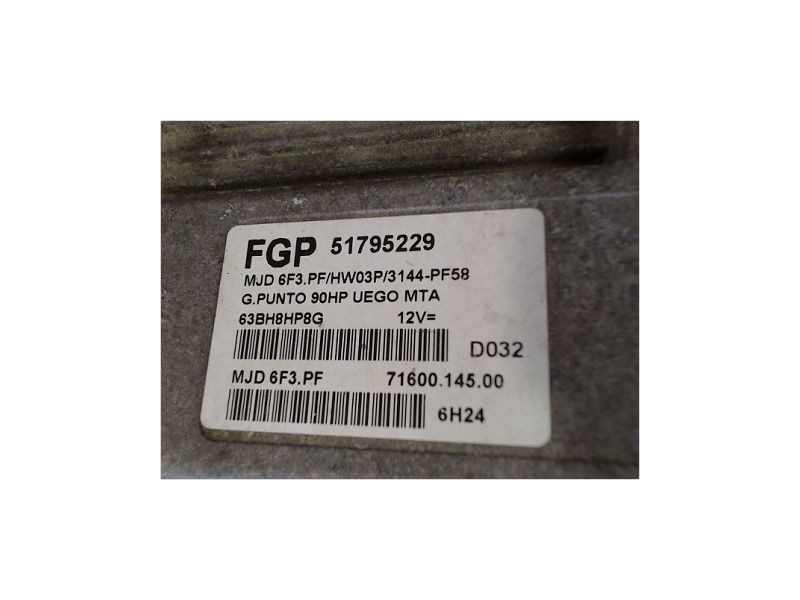 FGP 51795229
MJD 6F3.PF/HW03P/3144-PF58
G.PUNTO 90HP UEGO MTA
63BH8HP8G 12V=
D032
MJD 6F3.PF 71600.145.00
6H24